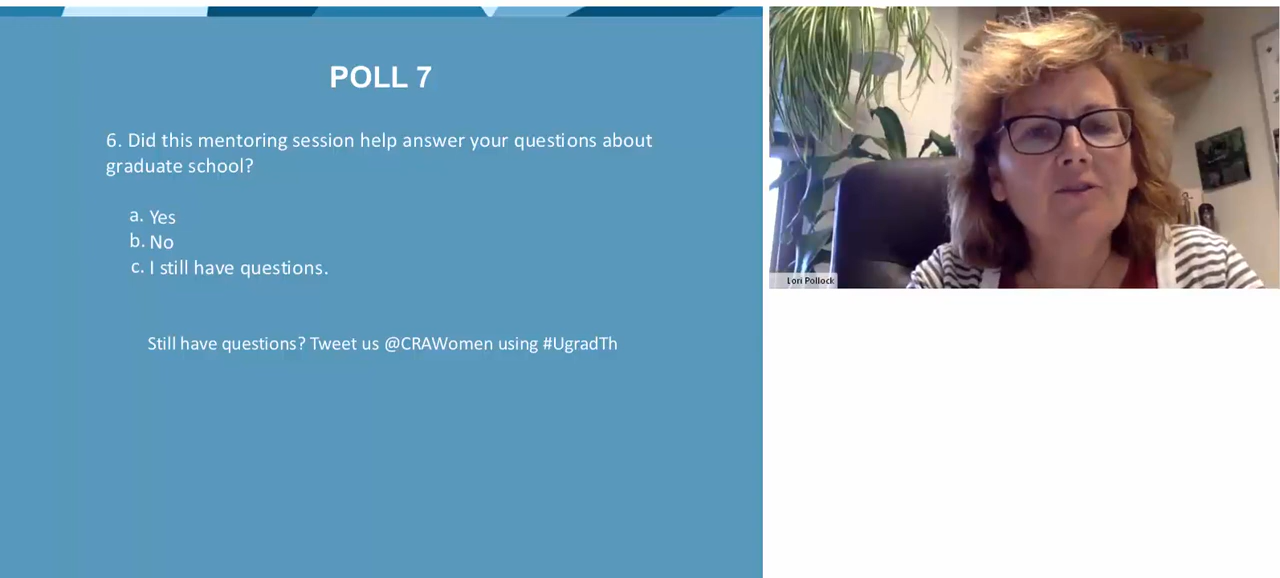 POLL 7
6. Did this mentoring session help answer your questions about
graduate school?
a. Yes
b. No
c. I still have questions.
Still have questions? Tweet us @CRAWomen using #UgradTh
Lori Pollock